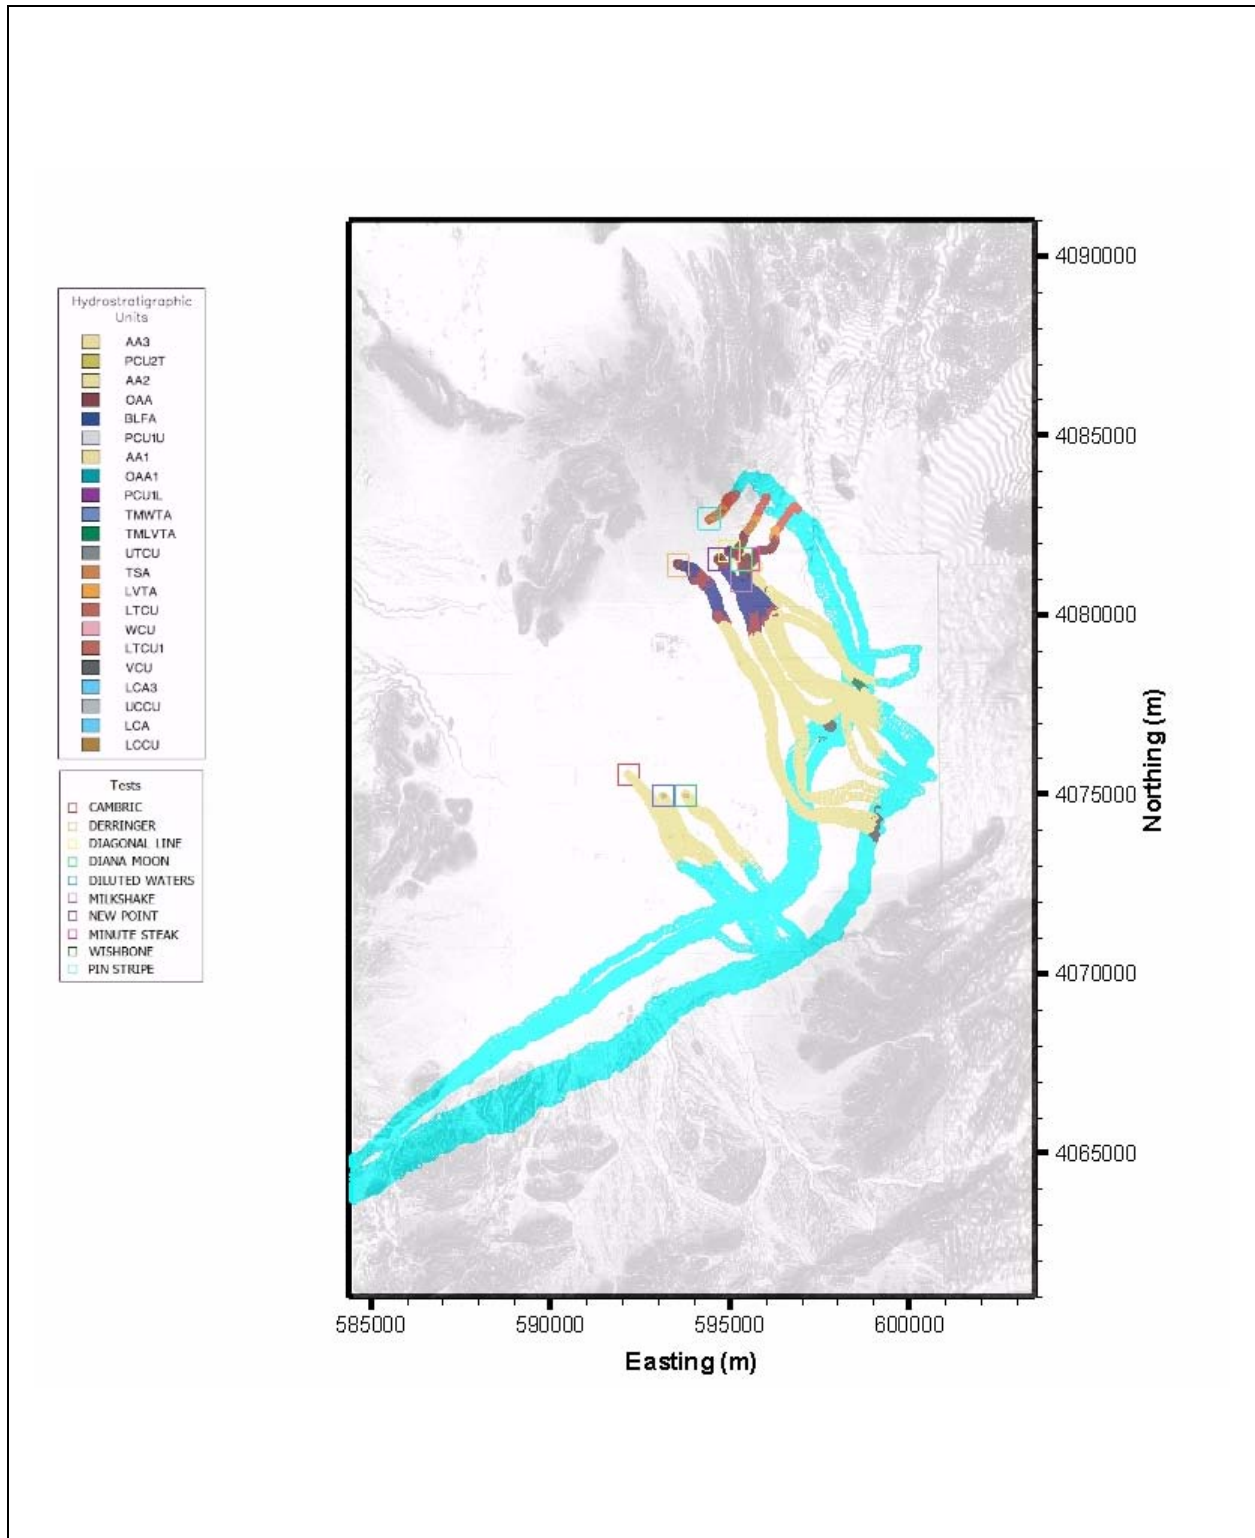 Hydrostratigraphic
Units
AA3
PCU2T
AA2
OAA
BLFA
PCU1U
AA1
OAA1
PCU1L
TMWTA
TMLVTA
UTCU
TSA
LVTA
LTCU
WCU
LTCU1
VCU
LCA3
UCCU
LCA
LCCU
Tests
CAMBRIC
DERRINGER
DIAGONAL LINE
DIANA MOON
DILUTED WATERS
MILKSHAKE
NEW POINT
MINUTE STEAK
WISHBONE
PIN STRIPE
4090000
4085000
4080000
4075000
4070000
4065000
Northing (m)
585000 590000 595000 600000
Easting (m)